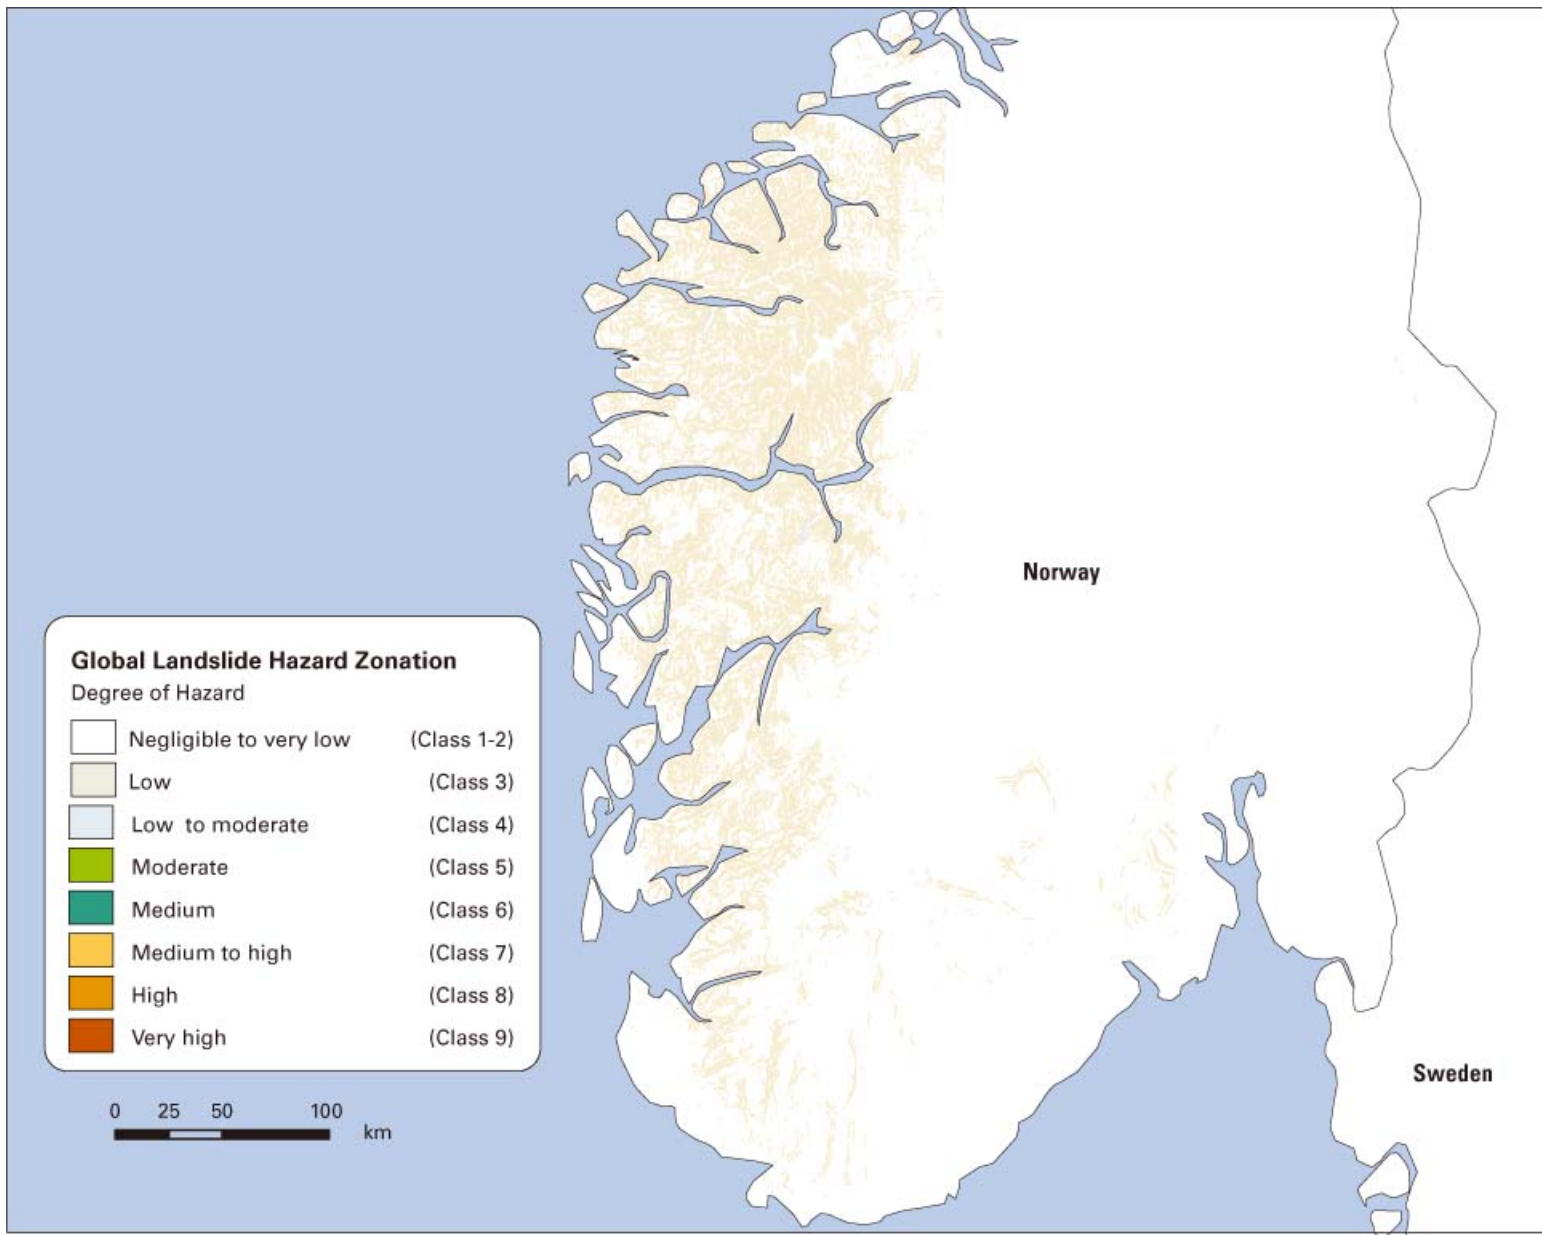 Norway
Global Landslide Hazard Zonation
Degree of Hazard
Negligible to very low (Class 1-2)
Low (Class 3)
Low to moderate (Class 4)
Moderate (Class 5)
Medium (Class 6)
Medium to high (Class 7)
High (Class 8)
Very high (Class 9)
Sweden
0 25 50 100
km